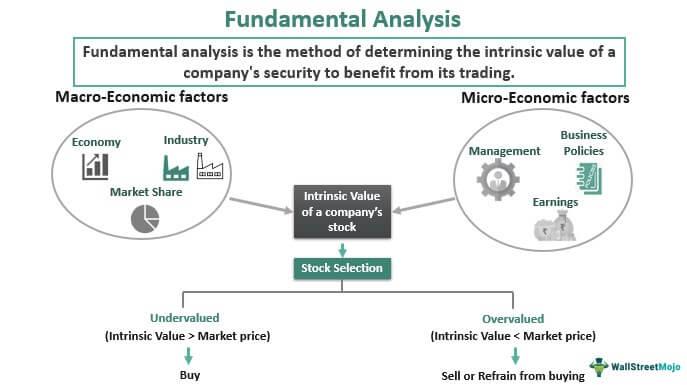 Fundamental Analysis
Fundamental analysis is the method of determining the intrinsic value of a
company's security to benefit from its trading.
Macro-Economic factors
Micro-Economic factors
Economy
Industry
Market Share
Management
Business
Policies
Earnings
Intrinsic Value
of a company's
stock
Stock Selection
Undervalued
(Intrinsic Value > Market price)
Buy
Overvalued
(Intrinsic Value < Market price)
Sell or Refrain from buying
WallStreetMojo